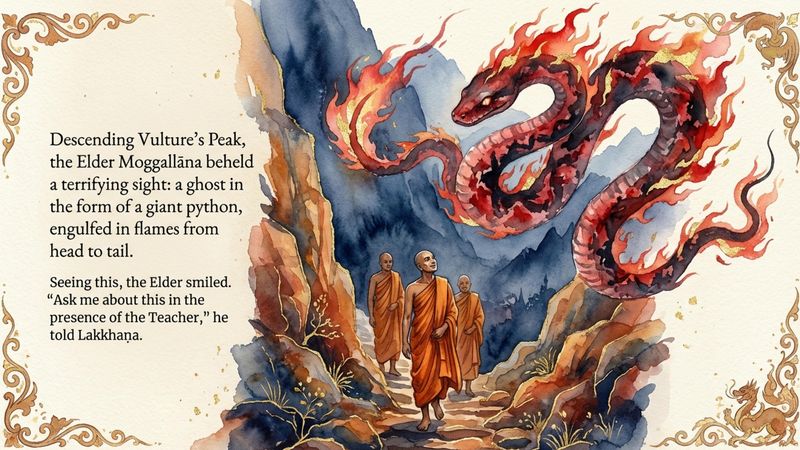 Descending Vulture’s Peak,
the Elder Moggallāna beheld
a terrifying sight: a ghost in
the form of a giant python,
engulfed in flames from
head to tail.
Seeing this, the Elder smiled.
“Ask me about this in the
presence of the Teacher,” he
told Lakkhaṇa.